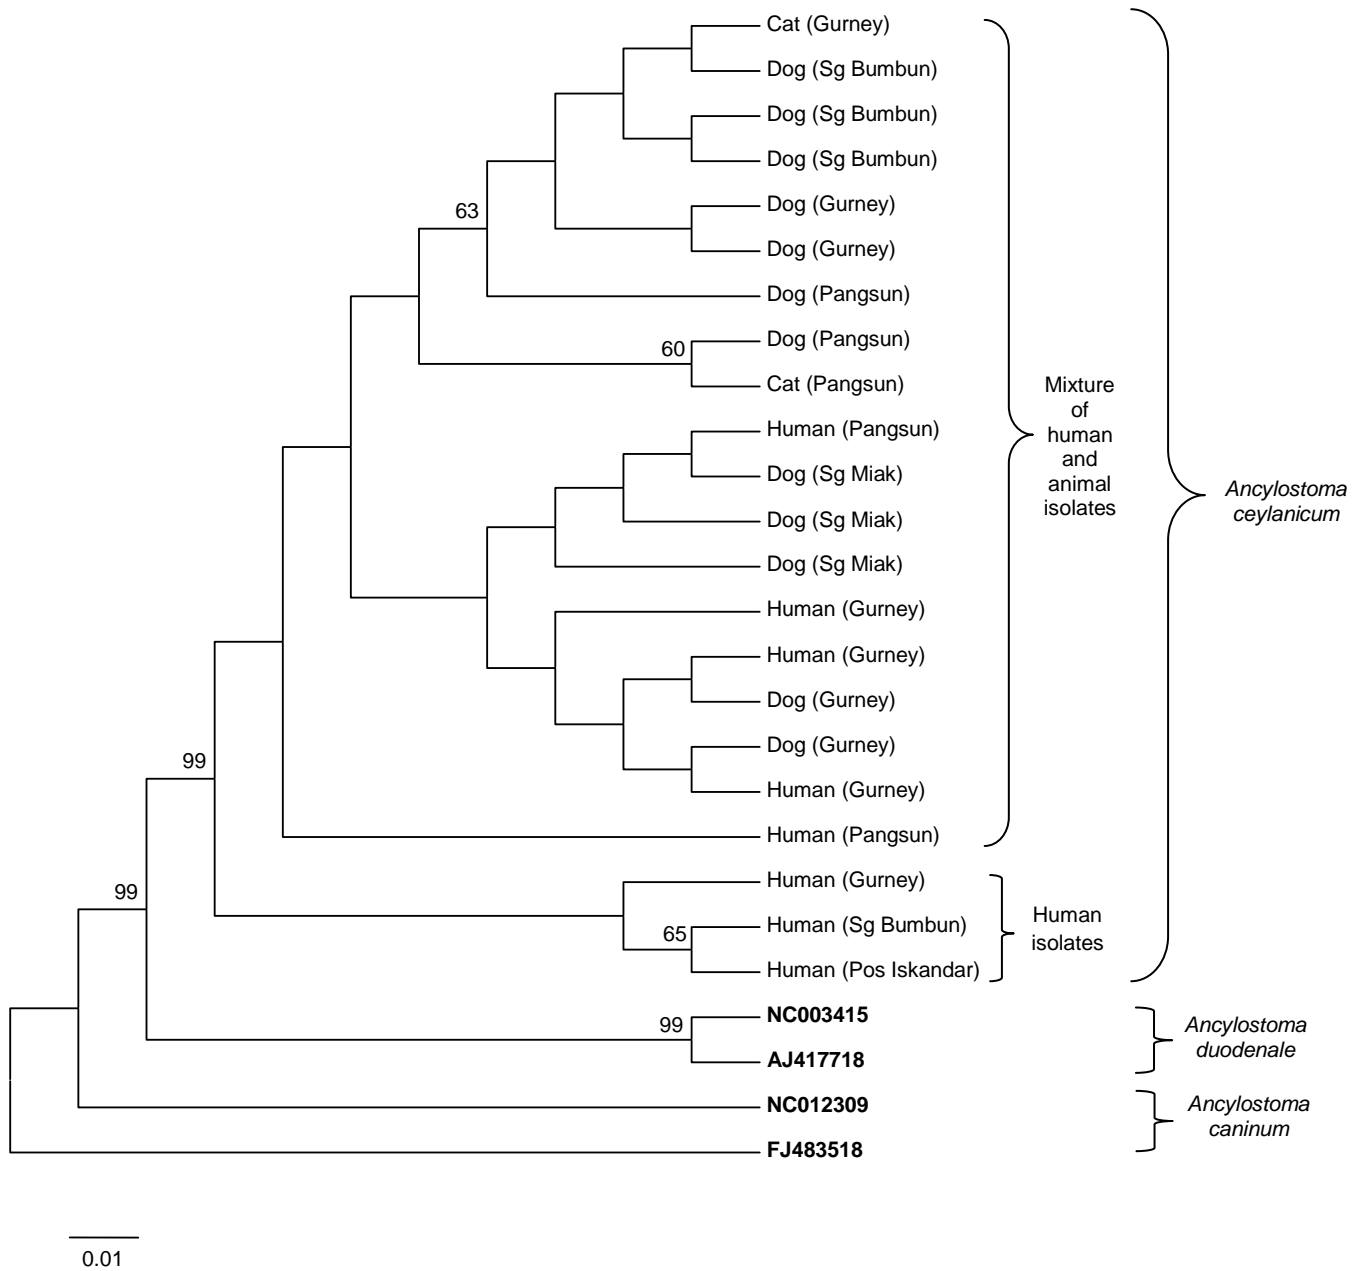 Cat (Gurney)
Dog (Sg Bumbun)
Dog (Sg Bumbun)
Dog (Sg Bumbun)
63
Dog (Gurney)
Dog (Gurney)
Dog (Pangsun)
60
Dog (Pangsun)
Cat (Pangsun)
Human (Pangsun)
Dog (Sg Miak)
Dog (Sg Miak)
Dog (Sg Miak)
Human (Gurney)
Human (Gurney)
Dog (Gurney)
Dog (Gurney)
Human (Gurney)
99
Human (Pangsun)
99
Human (Gurney)
Human (Sg Bumbun)
65
Human (Pos Iskandar)
99
NC003415
AJ417718
NC012309
FJ483518
Mixture
of
human
and
animal
isolates
Human
isolates
Ancylostoma
ceylanicum
Ancylostoma
duodenale
Ancylostoma
caninum
0.01